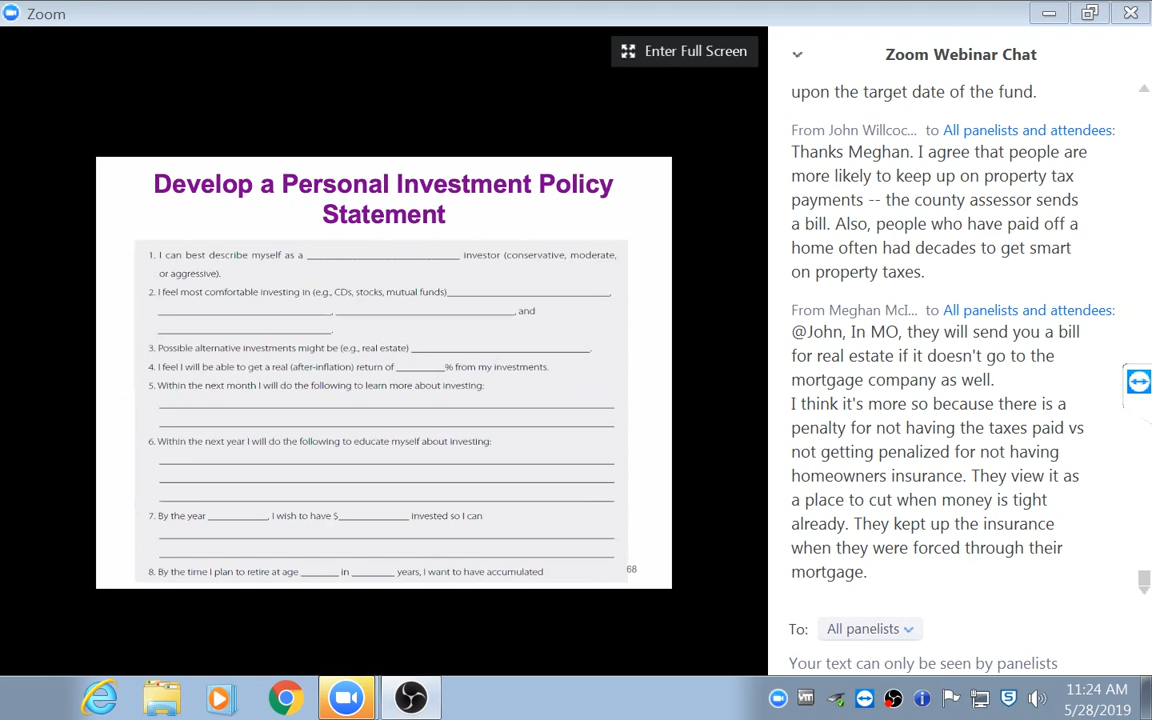 Zoom
Enter Full Screen
Develop a Personal Investment Policy
Statement
1. I can best describe myself as a ____________________ investor (conservative, moderate,
or aggressive).
2. I feel most comfortable investing in (e.g., CDs, stocks, mutual funds)____________________,
____________________, ____________________, and
____________________.
3. Possible alternative investments might be (e.g., real estate) ____________________.
4. I feel I will be able to get a real (after-inflation) return of ________% from my investments.
5. Within the next month I will do the following to learn more about investing:
6. Within the next year I will do the following to educate myself about investing:
7. By the year __________, I wish to have $____________ invested so I can
8. By the time I plan to retire at age ______ in ______ years, I want to have accumulated
68
Zoom Webinar Chat
upon the target date of the fund.
From John Willcoc... to All panelists and attendees:
Thanks Meghan. I agree that people are
more likely to keep up on property tax
payments -- the county assessor sends
a bill. Also, people who have paid off a
home often had decades to get smart
on property taxes.
From Meghan McI... to All panelists and attendees:
@John, In MO, they will send you a bill
for real estate if it doesn't go to the
mortgage company as well.
I think it's more so because there is a
penalty for not having the taxes paid vs
not getting penalized for not having
homeowners insurance. They view it as
a place to cut when money is tight
already. They kept up the insurance
when they were forced through their
mortgage.
To: All panelists
Your text can only be seen by panelists
11:24 AM
5/28/2019